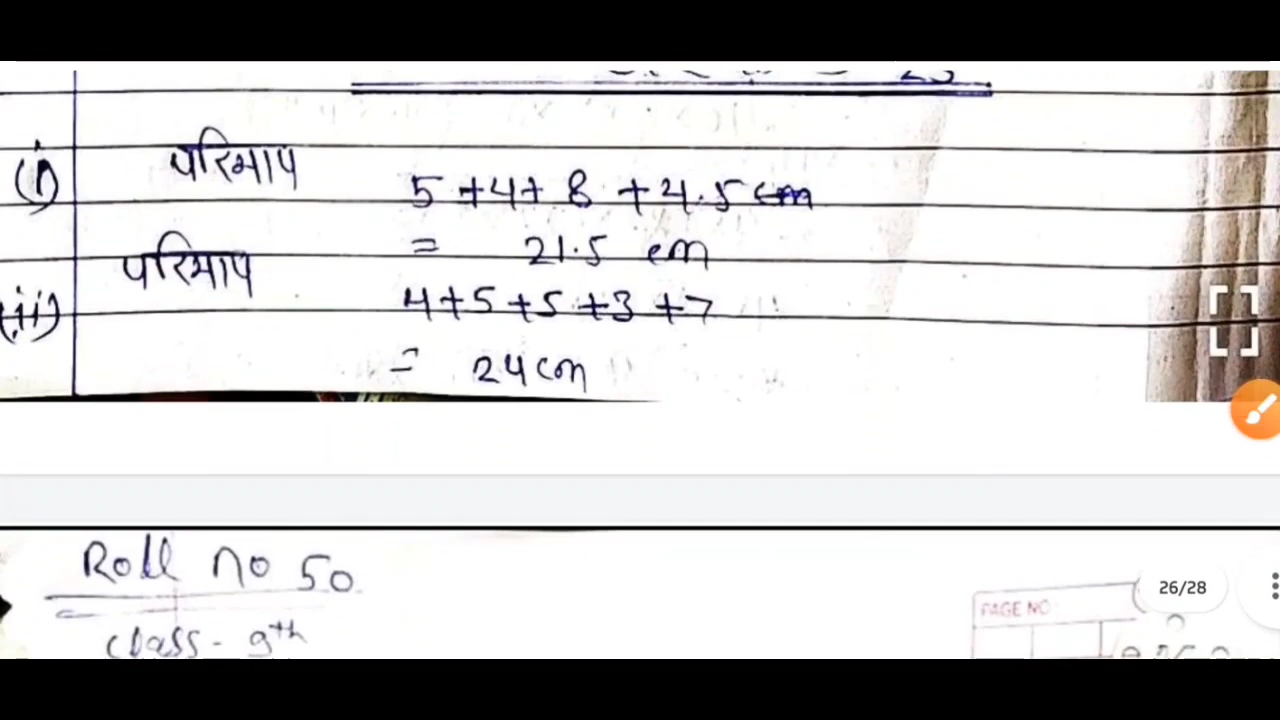 23
(i) परिमाप 5 + 4 + 8 + 4.5 cm
= 21.5 cm
(ii) परिमाप 4 + 5 + 5 + 3 + 7
= 24 cm
Roll no 50
26/28
PAGE NO
class - 9th